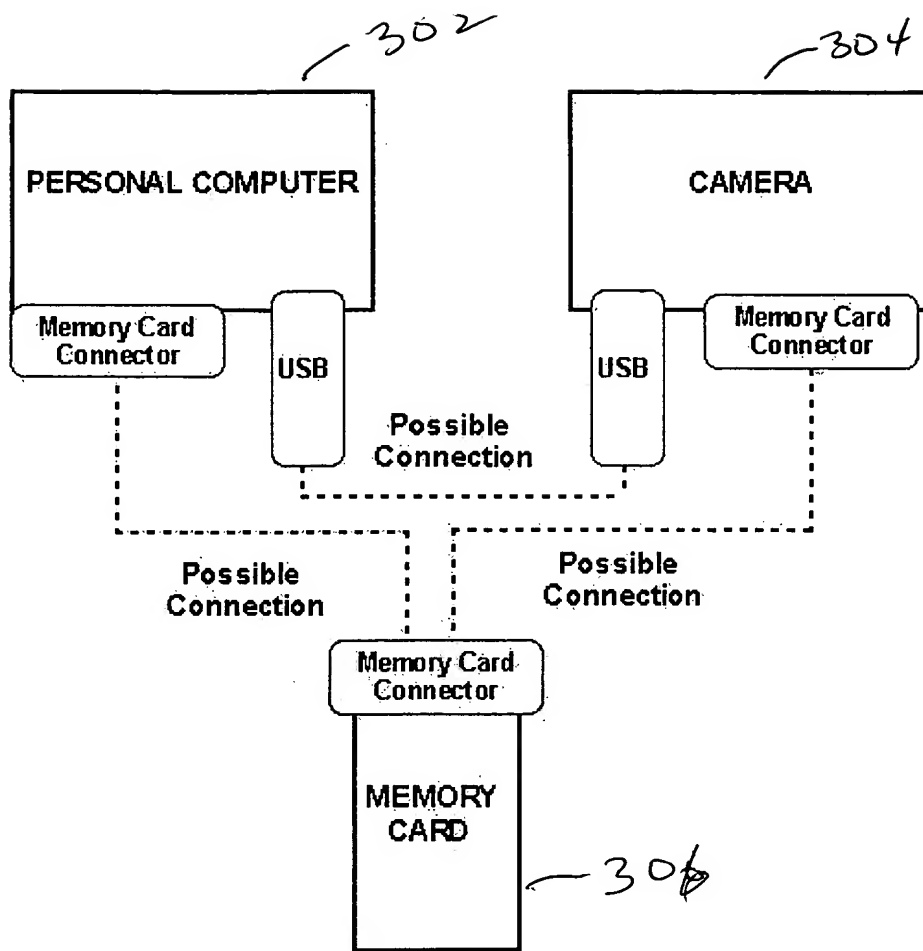 302
304
PERSONAL COMPUTER
CAMERA
Memory Card
Connector
USB
USB
Memory Card
Connector
Possible
Connection
Possible
Connection
Possible
Connection
Memory Card
Connector
MEMORY
CARD
306